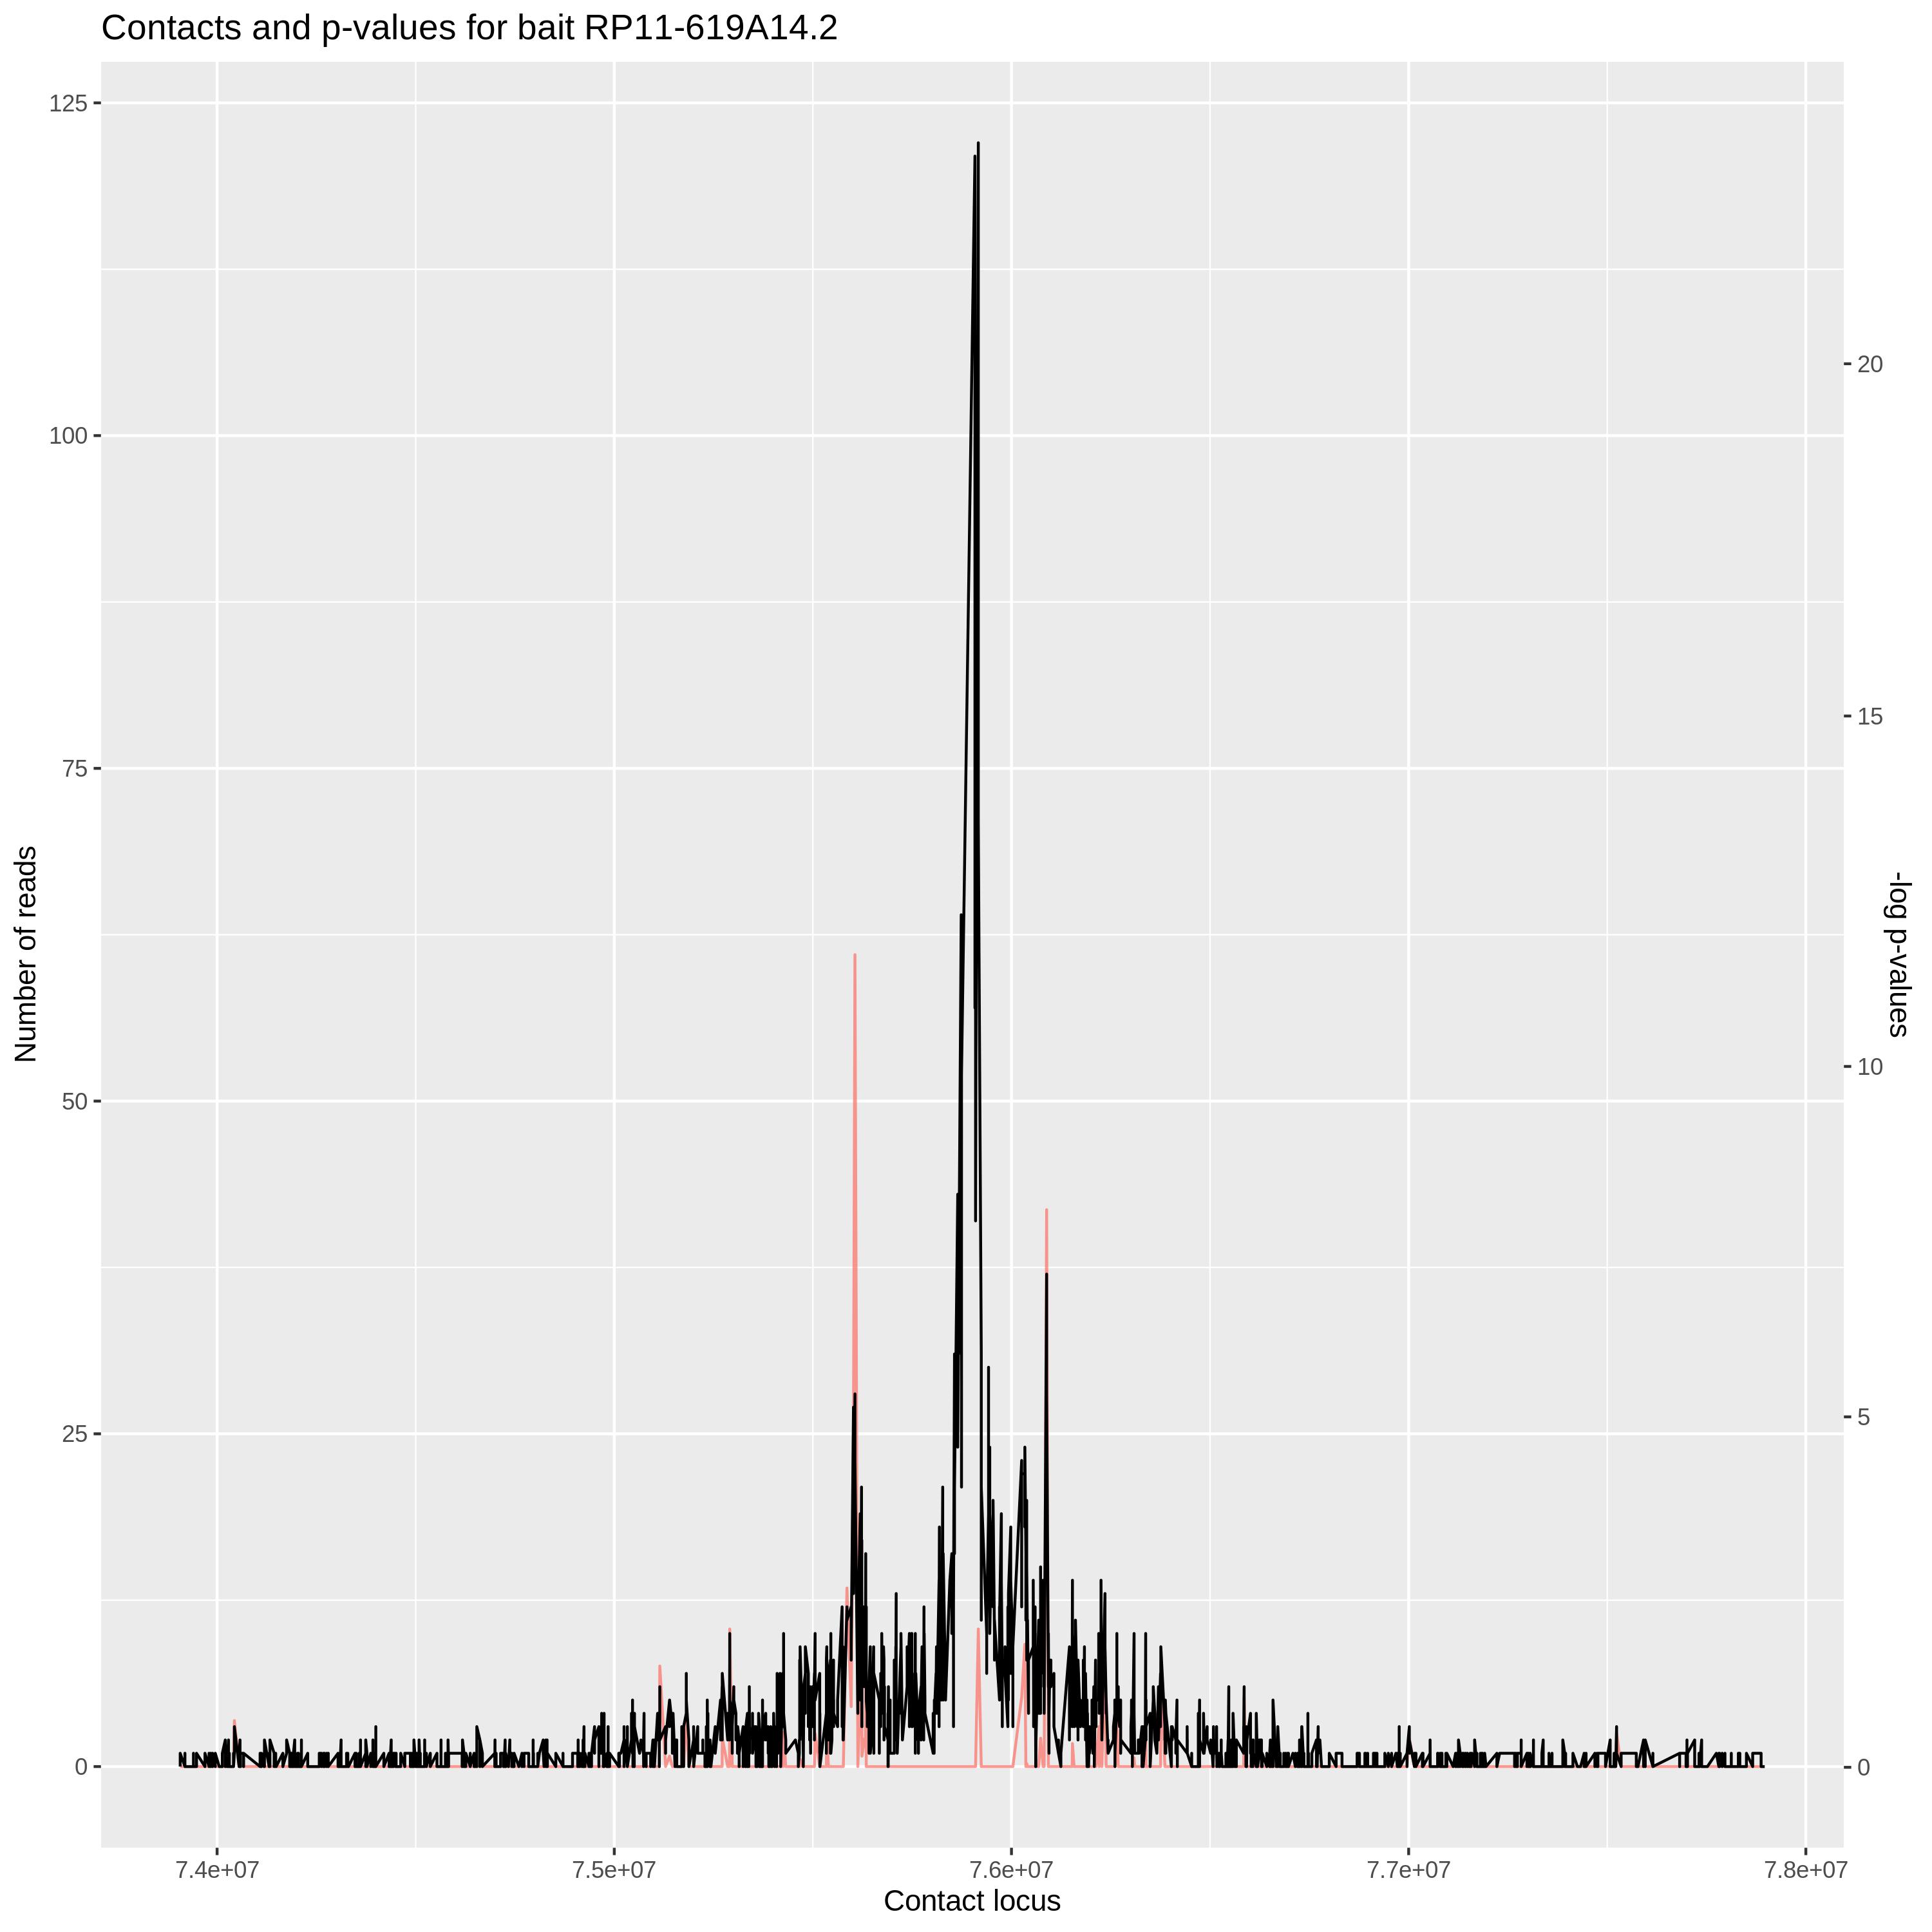 Contacts and p-values for bait RP11-619A14.2
125
100
75
50
25
0
Number of reads
20
15
10
5
0
-log p-values
7.4e+07
7.5e+07
7.6e+07
7.7e+07
7.8e+07
Contact locus